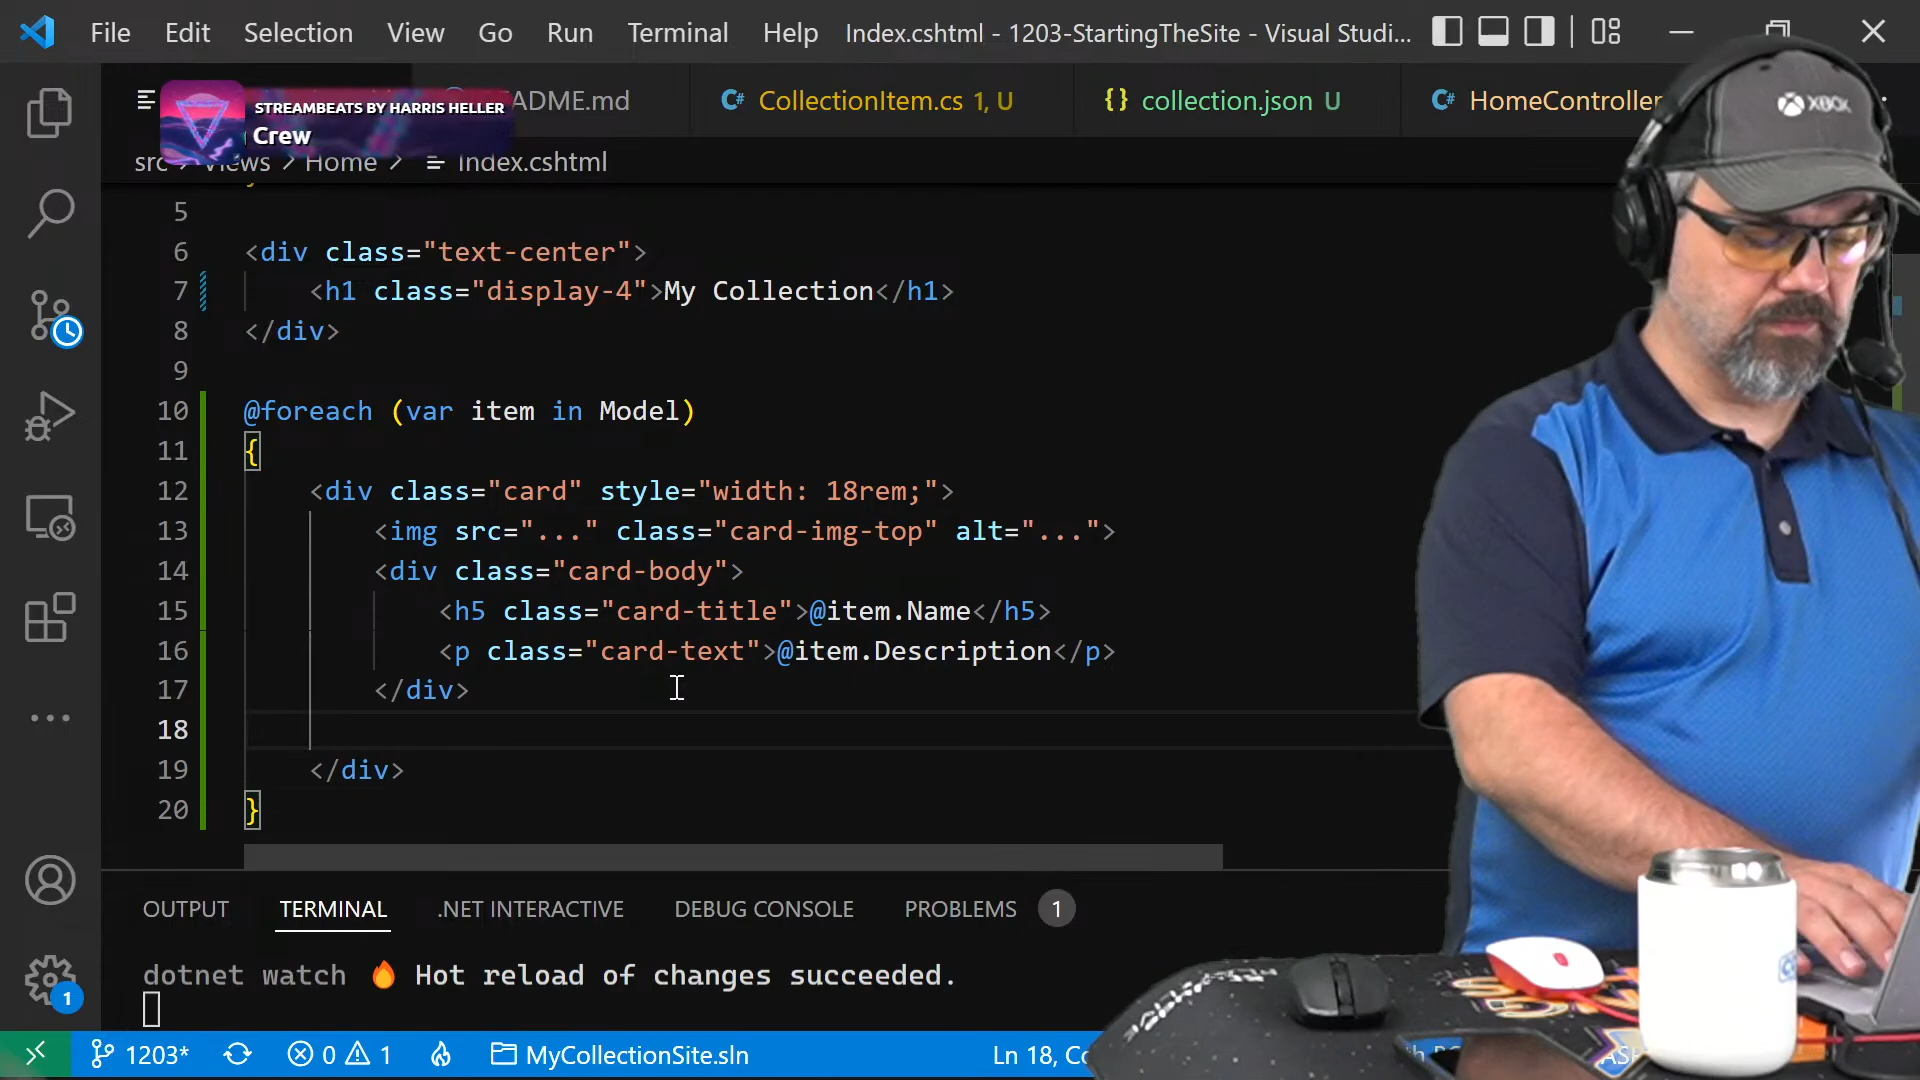 File Edit Selection View Go Run Terminal Help Index.cshtml - 1203-StartingTheSite - Visual Studi...
STREAMBEATS BY HARRIS HELLER
Crew
ADME.md
C# CollectionItem.cs 1, U
{} collection.json U
C# HomeController
XBOX
src > Views > Home > Index.cshtml
5
6 <div class="text-center">
7 <h1 class="display-4">My Collection</h1>
8 </div>
9
10 @foreach (var item in Model)
11 {
12 <div class="card" style="width: 18rem;">
13 <img src="..." class="card-img-top" alt="...">
14 <div class="card-body">
15 <h5 class="card-title">@item.Name</h5>
16 <p class="card-text">@item.Description</p>
17 </div>
18
19 </div>
20 }
OUTPUT TERMINAL .NET INTERACTIVE DEBUG CONSOLE PROBLEMS 1
dotnet watch 🔥 Hot reload of changes succeeded.
1
1203* 0 1 MyCollectionSite.sln Ln 18, Co